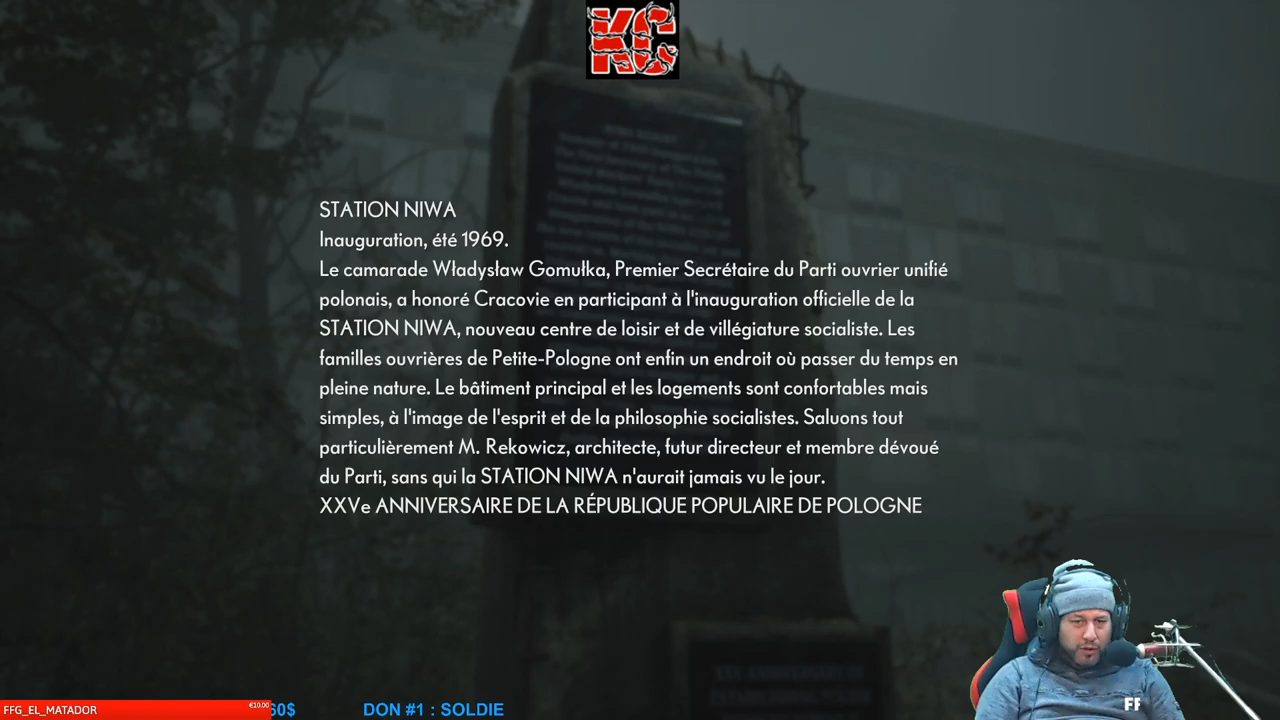 KC
STATION NIWA
Inauguration, été 1969.
Le camarade Władysław Gomułka, Premier Secrétaire du Parti ouvrier unifié
polonais, a honoré Cracovie en participant à l'inauguration officielle de la
STATION NIWA, nouveau centre de loisir et de villégiature socialiste. Les
familles ouvrières de Petite-Pologne ont enfin un endroit où passer du temps en
pleine nature. Le bâtiment principal et les logements sont confortables mais
simples, à l'image de l'esprit et de la philosophie socialistes. Saluons tout
particulièrement M. Rekowicz, architecte, futur directeur et membre dévoué
du Parti, sans qui la STATION NIWA n'aurait jamais vu le jour.
XXVe ANNIVERSAIRE DE LA RÉPUBLIQUE POPULAIRE DE POLOGNE
FFG_EL_MATADOR €10.00 60$ DON #1 : SOLDIE FF